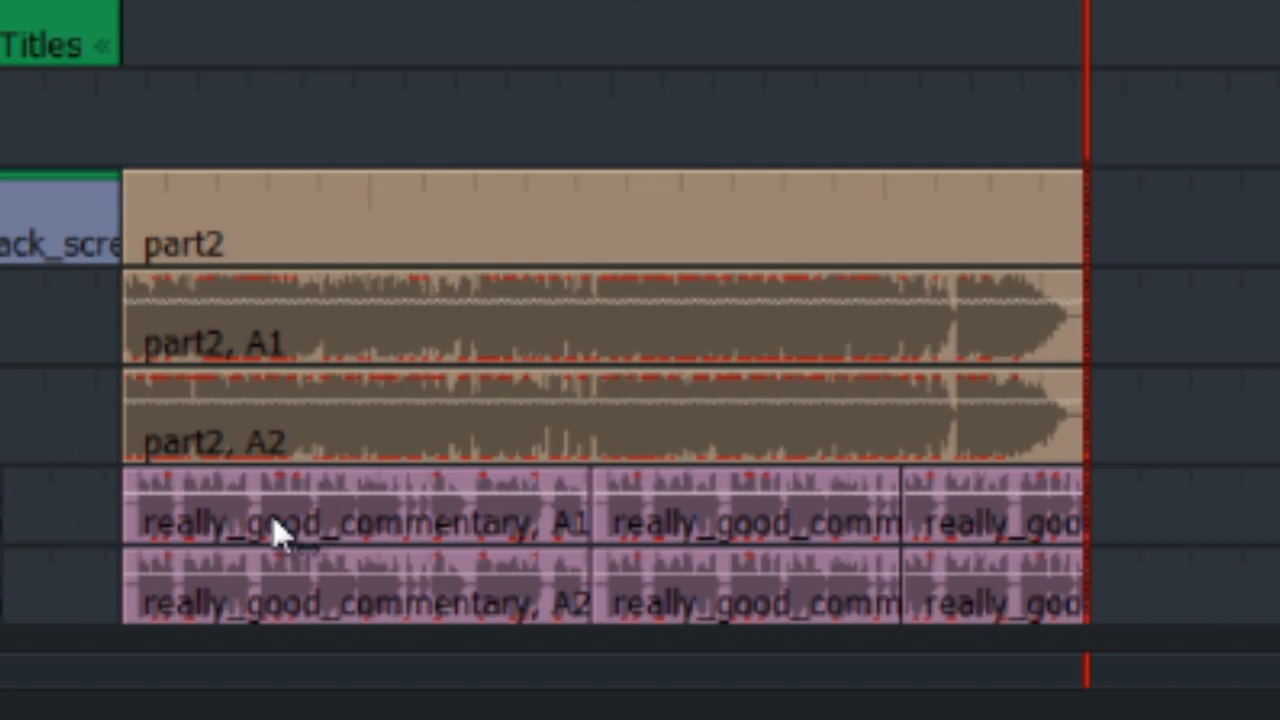 Titles «
ack_scre part2
part2, A1
part2, A2
really_good_commentary, A1 really_good_comm really_goo
really_good_commentary, A2 really_good_comm really_goo